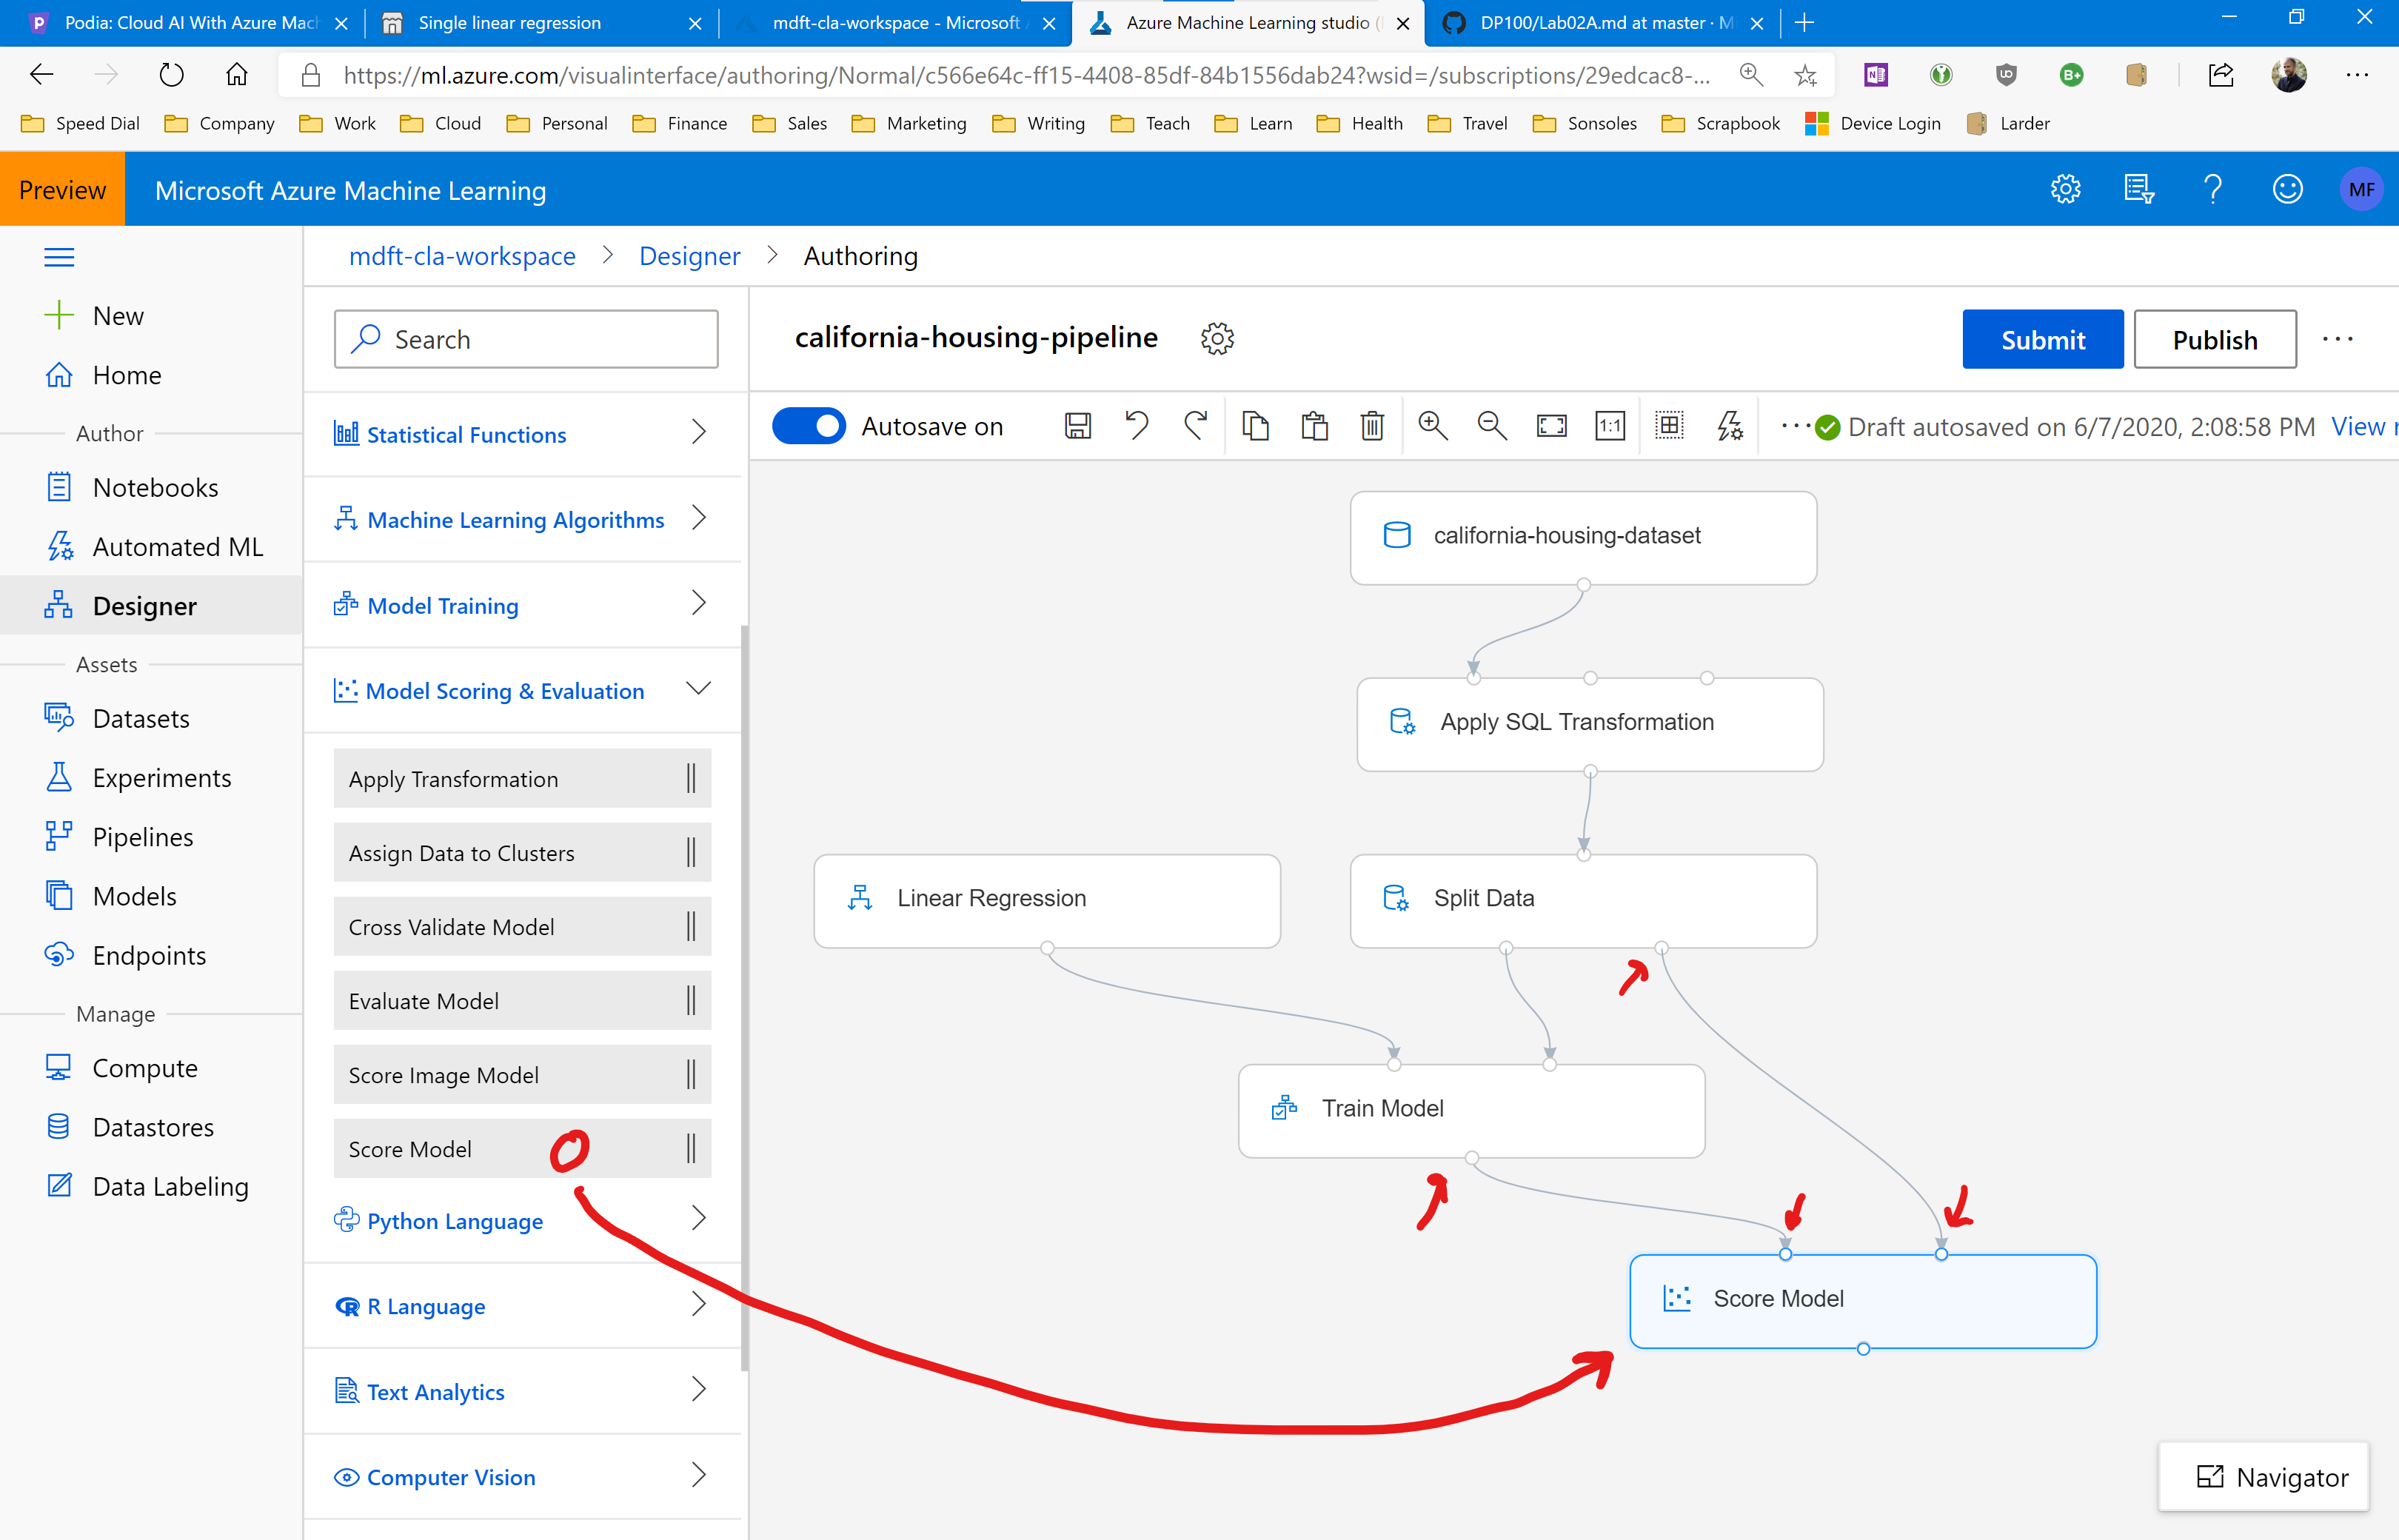 Podia: Cloud AI With Azure Mach
Single linear regression
mdft-cla-workspace - Microsoft
Azure Machine Learning studio (
DP100/Lab02A.md at master · M
https://ml.azure.com/visualinterface/authoring/Normal/c566e64c-ff15-4408-85df-84b1556dab24?wsid=/subscriptions/29edcac8-...
Speed Dial Company Work Cloud Personal Finance Sales Marketing Writing Teach Learn Health Travel Sonsoles Scrapbook Device Login Larder
Preview Microsoft Azure Machine Learning MF
mdft-cla-workspace > Designer > Authoring
New
Home
Author
Notebooks
Automated ML
Designer
Assets
Datasets
Experiments
Pipelines
Models
Endpoints
Manage
Compute
Datastores
Data Labeling
Search
Statistical Functions
Machine Learning Algorithms
Model Training
Model Scoring & Evaluation
Apply Transformation
Assign Data to Clusters
Cross Validate Model
Evaluate Model
Score Image Model
Score Model
Python Language
R Language
Text Analytics
Computer Vision
california-housing-pipeline
Submit Publish ...
Autosave on 1:1 ... Draft autosaved on 6/7/2020, 2:08:58 PM View
california-housing-dataset
Apply SQL Transformation
Linear Regression
Split Data
Train Model
Score Model
Navigator